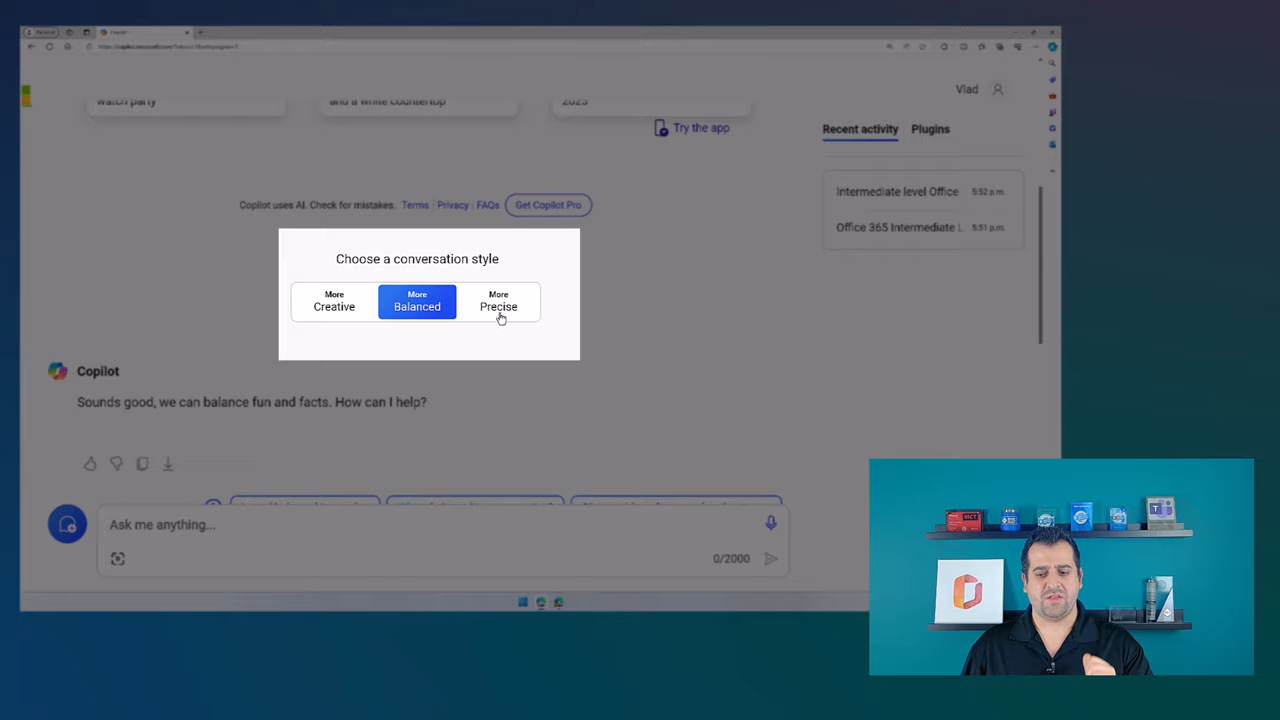 Copilot
Vlad
watch party
and a white countertop
2025
Try the app
Recent activity Plugins
Intermediate level Office 5:52 p.m.
Office 365 Intermediate 5:51 p.m.
Copilot uses AI. Check for mistakes. Terms | Privacy | FAQs Get Copilot Pro
Choose a conversation style
More
Creative
More
Balanced
More
Precise
Copilot
Sounds good, we can balance fun and facts. How can I help?
Ask me anything...
0/2000
MCT